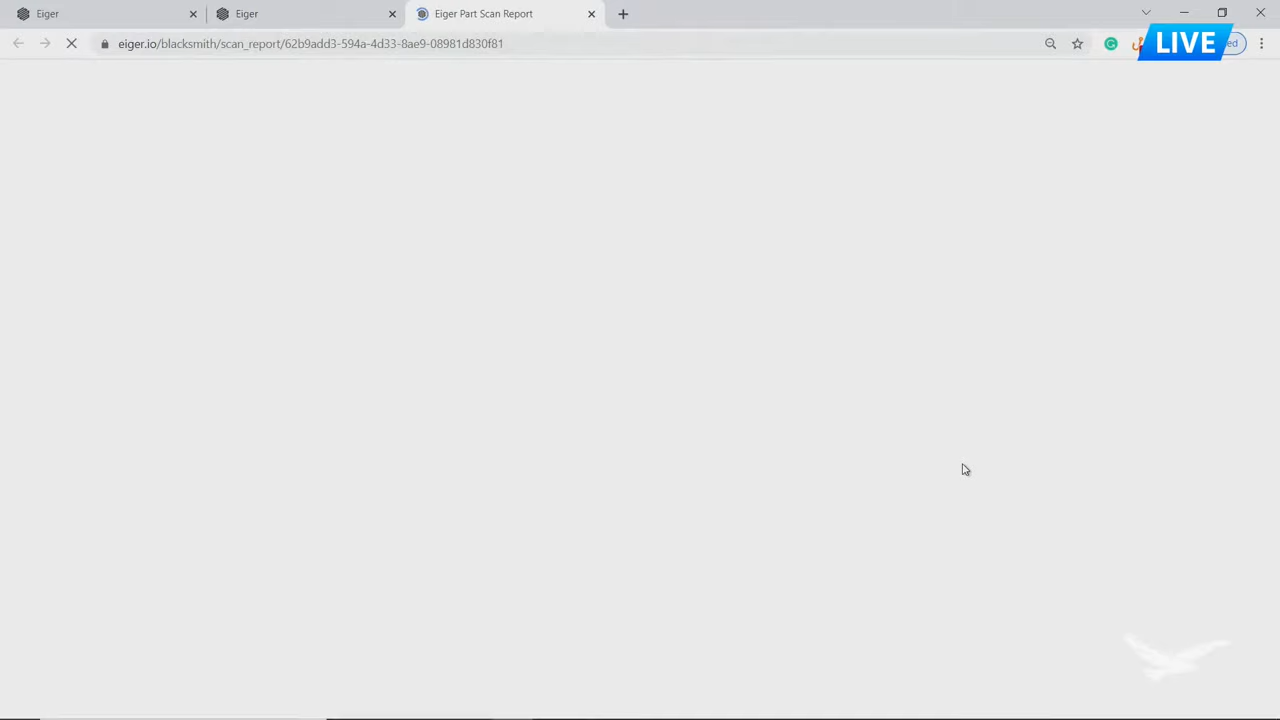 Eiger
Eiger
Eiger Part Scan Report
eiger.io/blacksmith/scan_report/62b9add3-594a-4d33-8ae9-08981d830f81
LIVE